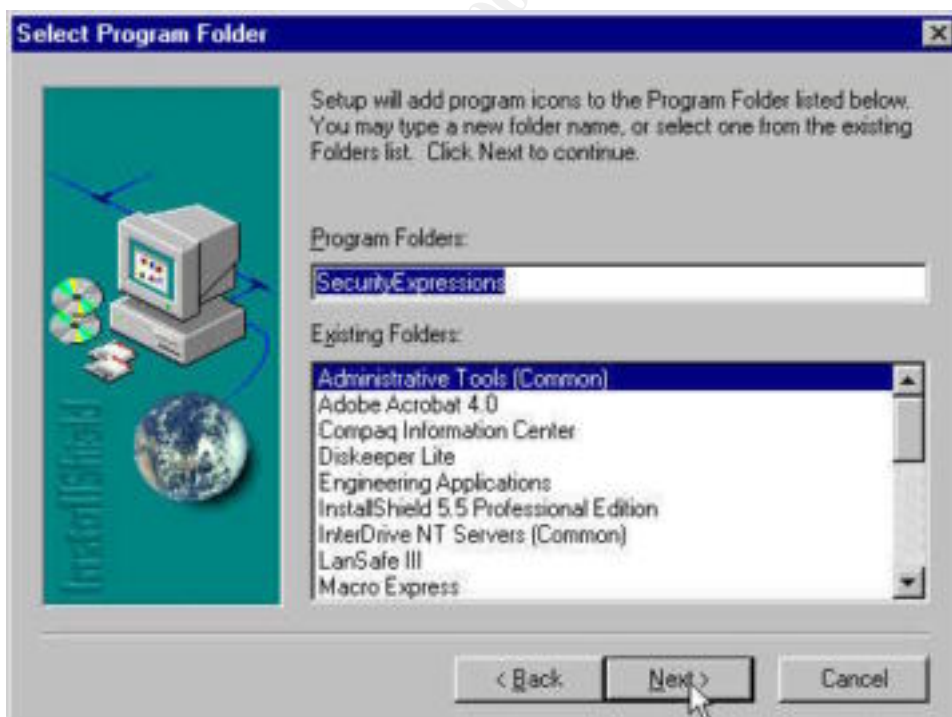 Select Program Folder
Setup will add program icons to the Program Folder listed below.
You may type a new folder name, or select one from the existing
Folders list. Click Next to continue.
Program Folders:
SecurityExpressions
Existing Folders:
Administrative Tools (Common)
Adobe Acrobat 4.0
Compaq Information Center
Diskeeper Lite
Engineering Applications
InstallShield 5.5 Professional Edition
InterDrive NT Servers (Common)
LanSafe III
Macro Express
InstallShield
< Back
Next >
Cancel